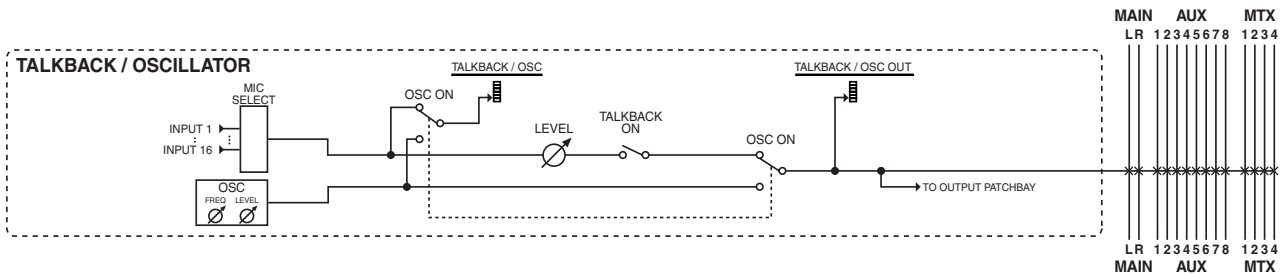 MAIN AUX MTX
LR 12345678 1234
TALKBACK / OSCILLATOR
TALKBACK / OSC
TALKBACK / OSC OUT
MIC
SELECT
OSC ON
INPUT 1
INPUT 16
LEVEL
TALKBACK
ON
OSC ON
OSC
FREQ LEVEL
TO OUTPUT PATCHBAY
LR 12345678 1234
MAIN AUX MTX